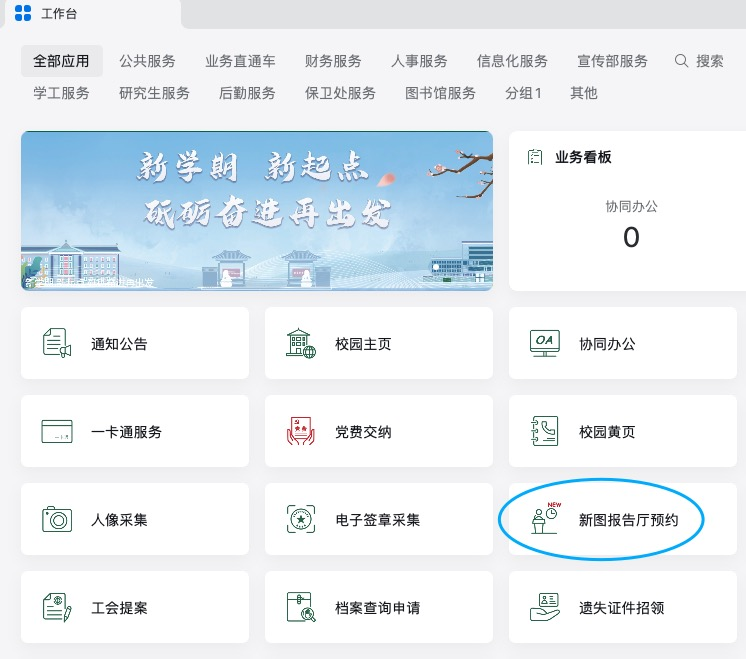 工作台
全部应用 公共服务 业务直通车 财务服务 人事服务 信息化服务 宣传部服务 搜索
学工服务 研究生服务 后勤服务 保卫处服务 图书馆服务 分组1 其他
新学期 新起点
砥砺奋进再出发
业务看板
协同办公
0
通知公告 校园主页 OA 协同办公
一卡通服务 党费交纳 校园黄页
人像采集 电子签章采集 NEW 新图报告厅预约
工会提案 档案查询申请 遗失证件招领